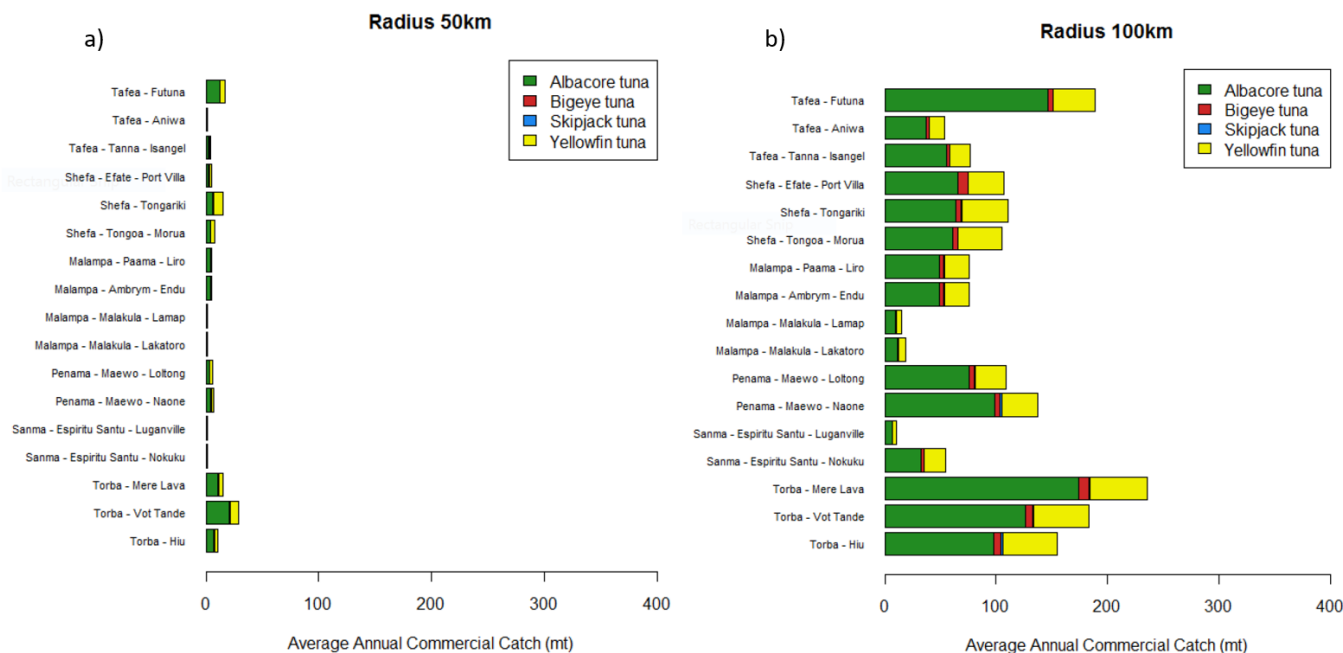 a)
Radius 50km
Albacore tuna
Bigeye tuna
Skipjack tuna
Yellowfin tuna
Tafea - Futuna
Tafea - Aniwa
Tafea - Tanna - Isangel
Shefa - Efate - Port Villa
Shefa - Tongariki
Shefa - Tongoa - Morua
Malampa - Paama - Liro
Malampa - Ambrym - Endu
Malampa - Malakula - Lamap
Malampa - Malakula - Lakatoro
Penama - Maewo - Loltong
Penama - Maewo - Naone
Sanma - Espiritu Santu - Luganville
Sanma - Espiritu Santu - Nokuku
Torba - Mere Lava
Torba - Vot Tande
Torba - Hiu
0 100 200 300 400
Average Annual Commercial Catch (mt)
b)
Radius 100km
Albacore tuna
Bigeye tuna
Skipjack tuna
Yellowfin tuna
Tafea - Futuna
Tafea - Aniwa
Tafea - Tanna - Isangel
Shefa - Efate - Port Villa
Shefa - Tongariki
Rectangular Snip
Shefa - Tongoa - Morua
Malampa - Paama - Liro
Malampa - Ambrym - Endu
Malampa - Malakula - Lamap
Malampa - Malakula - Lakatoro
Penama - Maewo - Loltong
Penama - Maewo - Naone
Sanma - Espiritu Santu - Luganville
Sanma - Espiritu Santu - Nokuku
Torba - Mere Lava
Torba - Vot Tande
Torba - Hiu
0 100 200 300 400
Average Annual Commercial Catch (mt)